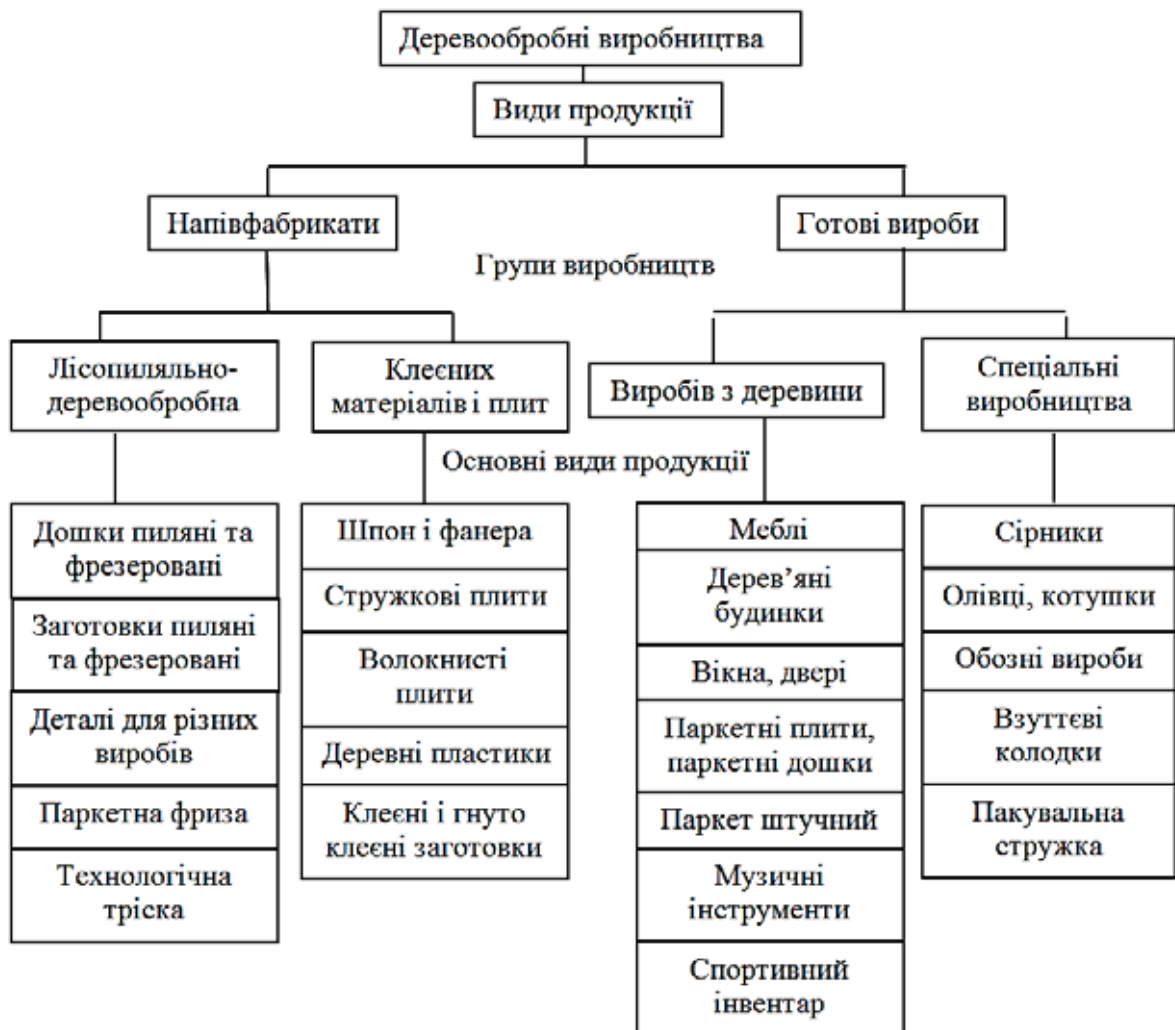 Деревообробні виробництва
Види продукції
Напівфабрикати
Готові вироби
Групи виробництв
Лісопиляльно-
деревообробна
Клеєних
матеріалів і плит
Виробів з деревини
Спеціальні
виробництва
Основні види продукції
Дошки пиляні та
фрезеровані
Заготовки пиляні
та фрезеровані
Деталі для різних
виробів
Паркетна фриза
Технологічна
тріска
Шпон і фанера
Стружкові плити
Волокнисті
плити
Деревні пластики
Клеєні і гнуто
клеєні заготовки
Меблі
Дерев’яні
будинки
Вікна, двері
Паркетні плити,
паркетні дошки
Паркет штучний
Музичні
інструменти
Спортивний
інвентар
Сірники
Олівці, котушки
Обозні вироби
Взуттєві
колодки
Пакувальна
стружка